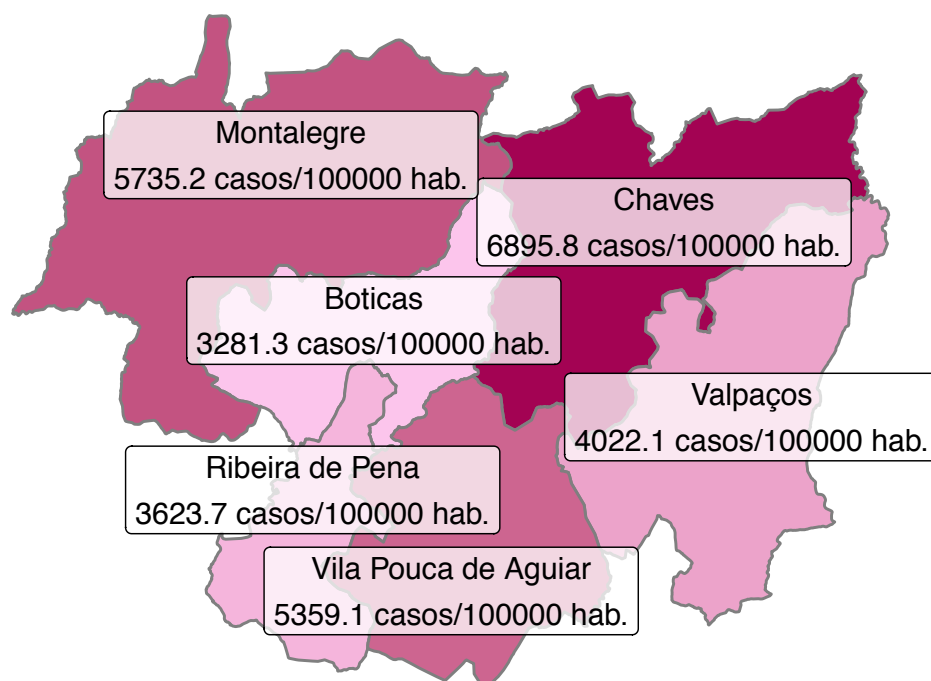 Montalegre
5735.2 casos/100000 hab.
Chaves
6895.8 casos/100000 hab.
Boticas
3281.3 casos/100000 hab.
Valpaços
4022.1 casos/100000 hab.
Ribeira de Pena
3623.7 casos/100000 hab.
Vila Pouca de Aguiar
5359.1 casos/100000 hab.